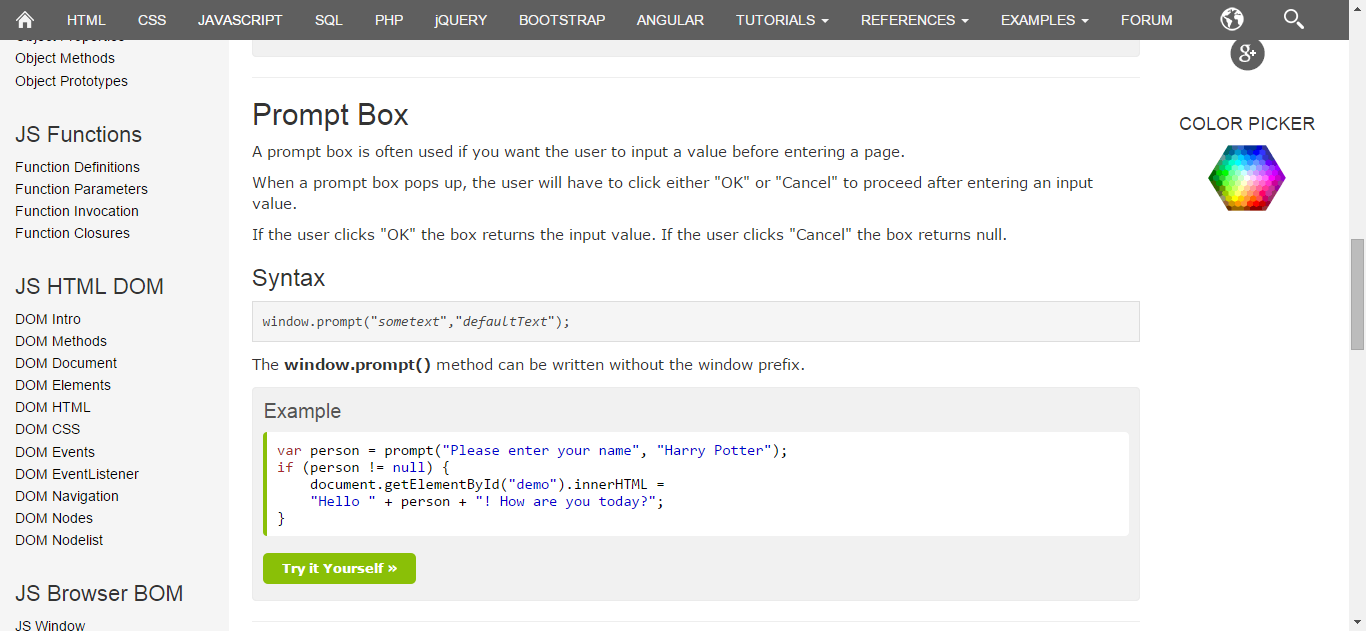 HTML CSS JAVASCRIPT SQL PHP jQUERY BOOTSTRAP ANGULAR TUTORIALS REFERENCES EXAMPLES FORUM
Object Properties
Object Methods
Object Prototypes
JS Functions
Function Definitions
Function Parameters
Function Invocation
Function Closures
JS HTML DOM
DOM Intro
DOM Methods
DOM Document
DOM Elements
DOM HTML
DOM CSS
DOM Events
DOM EventListener
DOM Navigation
DOM Nodes
DOM Nodelist
JS Browser BOM
JS Window
Prompt Box
A prompt box is often used if you want the user to input a value before entering a page.
When a prompt box pops up, the user will have to click either "OK" or "Cancel" to proceed after entering an input
value.
If the user clicks "OK" the box returns the input value. If the user clicks "Cancel" the box returns null.
Syntax
window.prompt("sometext","defaultText");
The window.prompt() method can be written without the window prefix.
Example
var person = prompt("Please enter your name", "Harry Potter");
if (person != null) {
    document.getElementById("demo").innerHTML =
    "Hello " + person + "! How are you today?";
}
Try it Yourself »
g+
COLOR PICKER